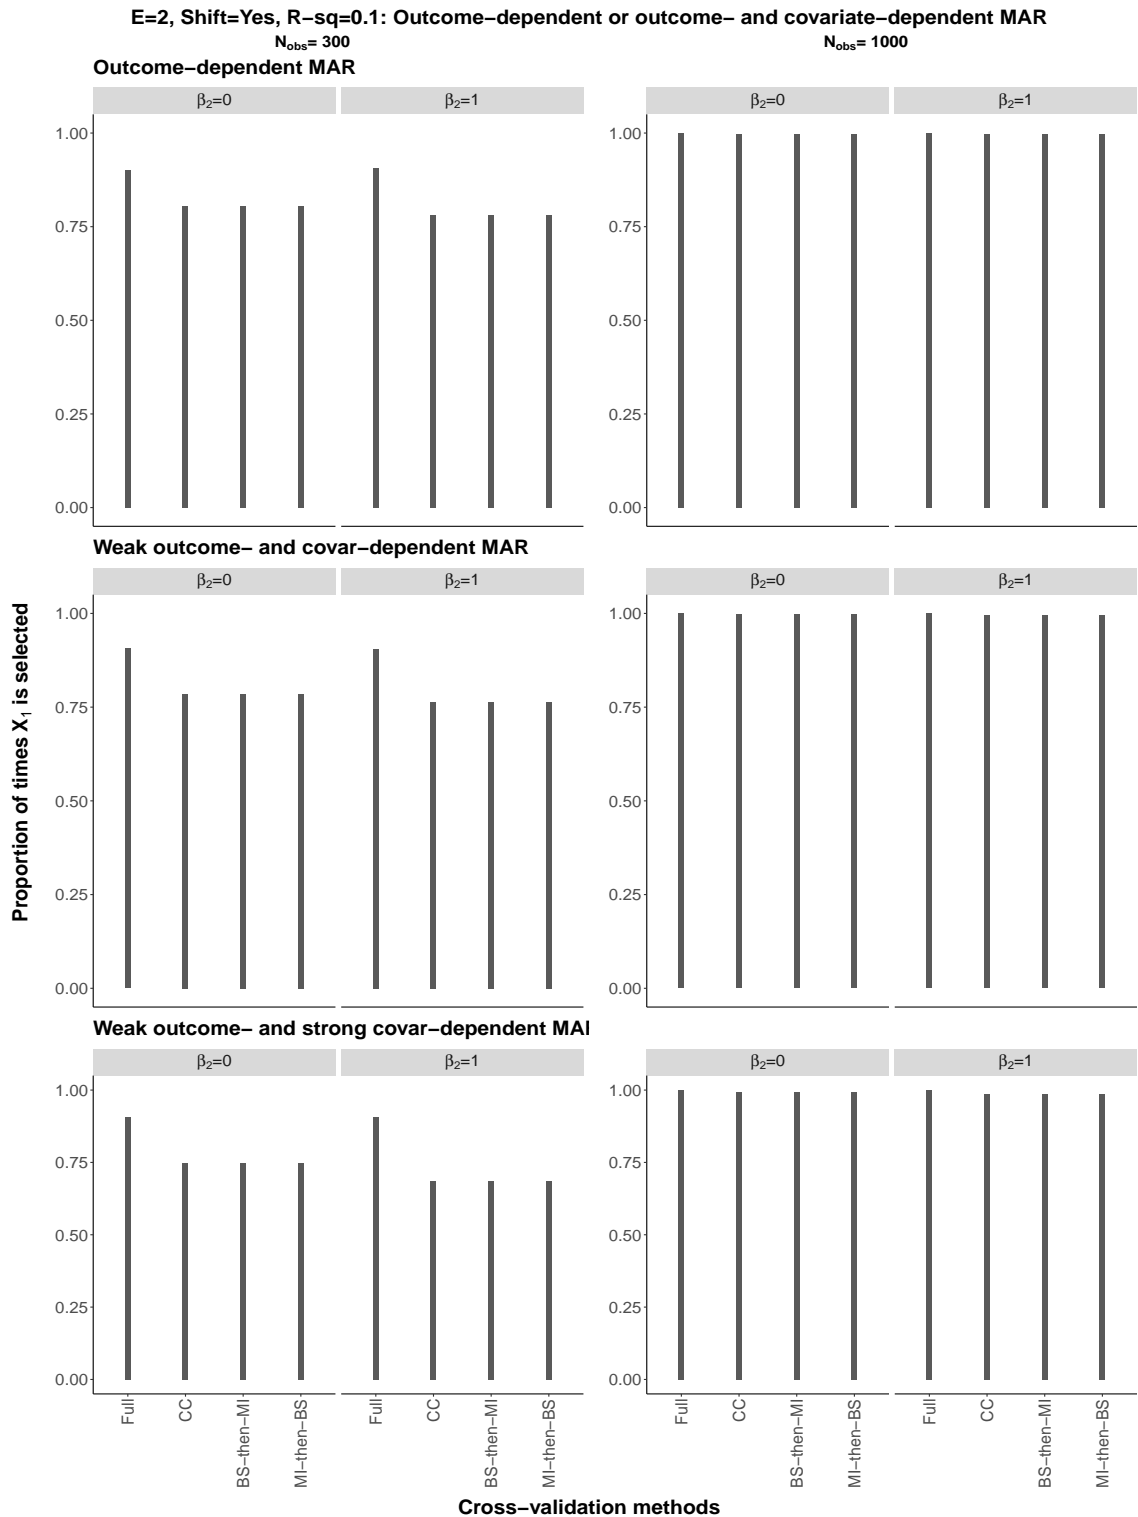 E=2, Shift=Yes, R−sq=0.1: Outcome−dependent or outcome− and covariate−dependent MAR
Nobs= 300
Nobs= 1000
Outcome−dependent MAR
β2=0
β2=1
β2=0
β2=1
1.00
0.75
0.50
0.25
0.00
1.00
0.75
0.50
0.25
0.00
Weak outcome− and covar−dependent MAR
β2=0
β2=1
β2=0
β2=1
1.00
0.75
0.50
0.25
0.00
1.00
0.75
0.50
0.25
0.00
Proportion of times X1 is selected
Weak outcome− and strong covar−dependent MAI
β2=0
β2=1
β2=0
β2=1
1.00
0.75
0.50
0.25
0.00
1.00
0.75
0.50
0.25
0.00
Full
CC
BS−then−MI
MI−then−BS
Full
CC
BS−then−MI
MI−then−BS
Full
CC
BS−then−MI
MI−then−BS
Full
CC
BS−then−MI
MI−then−BS
Cross−validation methods